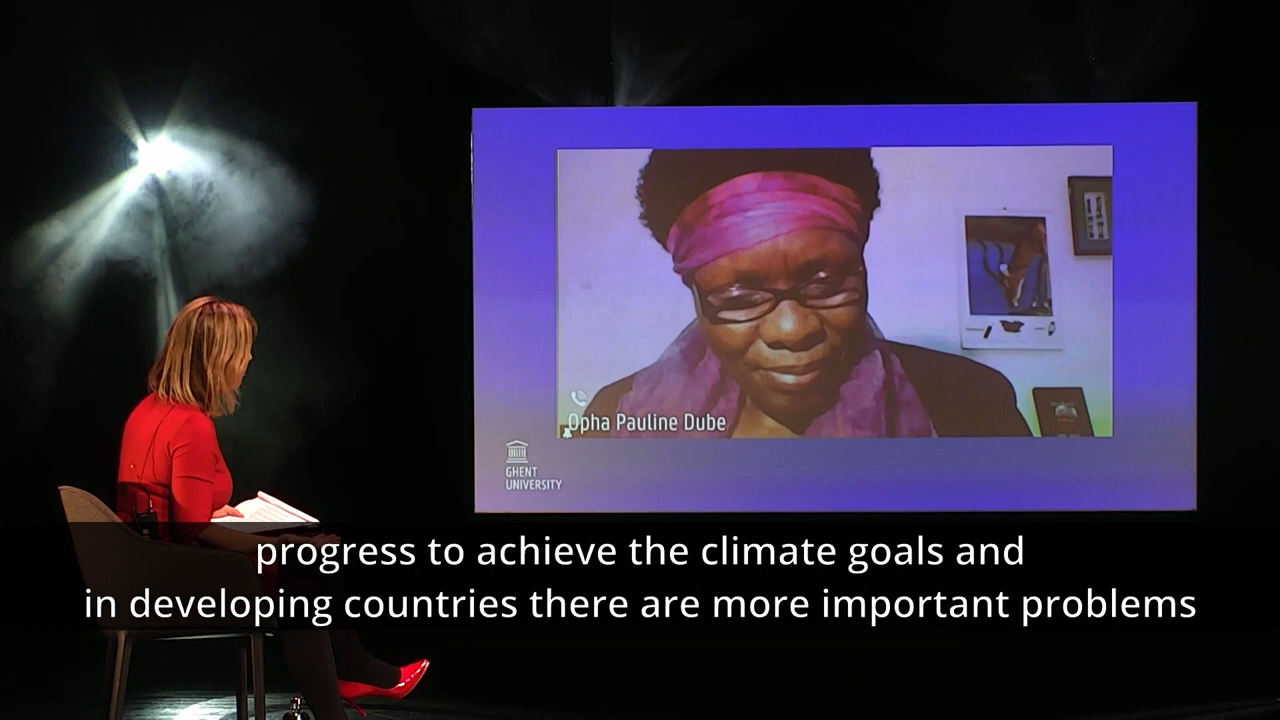 Opha Pauline Dube
GHENT
UNIVERSITY
progress to achieve the climate goals and
in developing countries there are more important problems